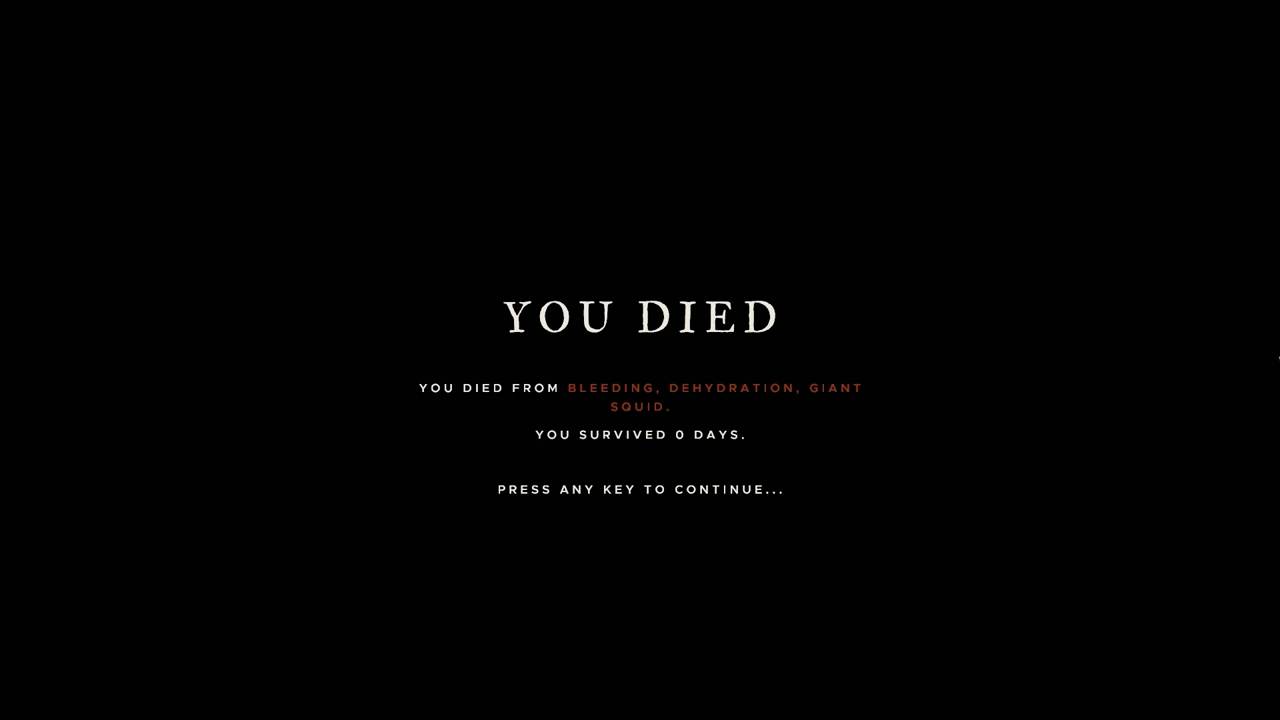 YOU DIED
YOU DIED FROM BLEEDING, DEHYDRATION, GIANT
SQUID.
YOU SURVIVED 0 DAYS.
PRESS ANY KEY TO CONTINUE...